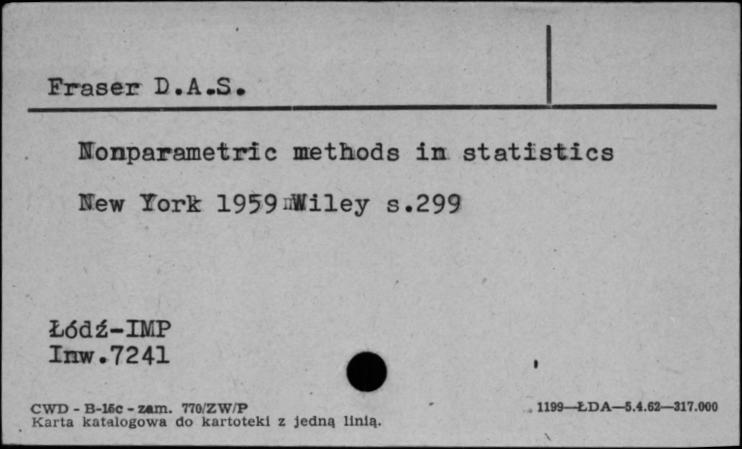 Fraser D.A.S.
Nonparametric methods in statistics
New York 1959 Wiley s.299
Łódź-IMP
Inw.7241
CWD - B-16c - zam. 770/ZW/P
1199—ŁDA—5.4.62—317.000
Karta katalogowa do kartoteki z jedną linią.